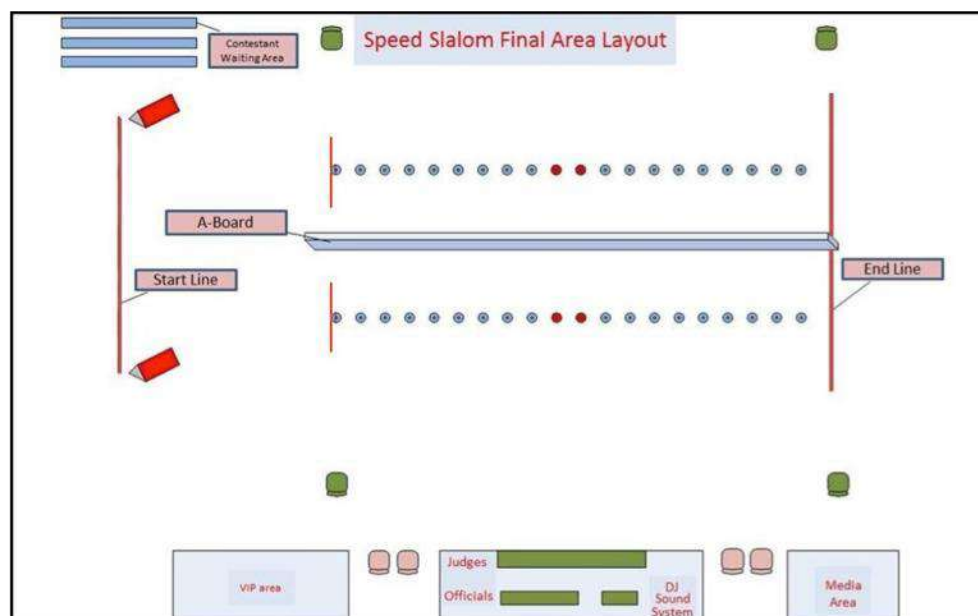 Speed Slalom Final Area Layout
Contestant
Waiting Area
A-Board
Start Line
End Line
VIP area
Judges
Officials
DJ
Sound
System
Media
Area